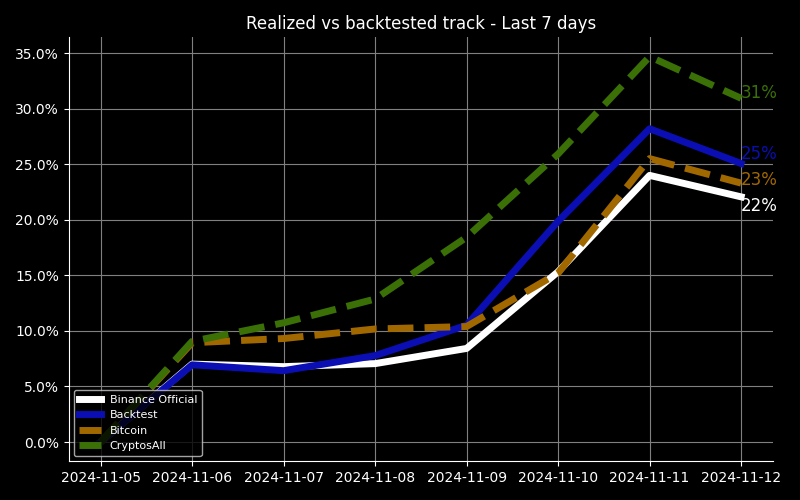 Realized vs backtested track - Last 7 days
35.0%
30.0%
25.0%
20.0%
15.0%
10.0%
5.0%
0.0%
31%
25%
23%
22%
Binance Official
Backtest
Bitcoin
CryptosAll
2024-11-05 2024-11-06 2024-11-07 2024-11-08 2024-11-09 2024-11-10 2024-11-11 2024-11-12